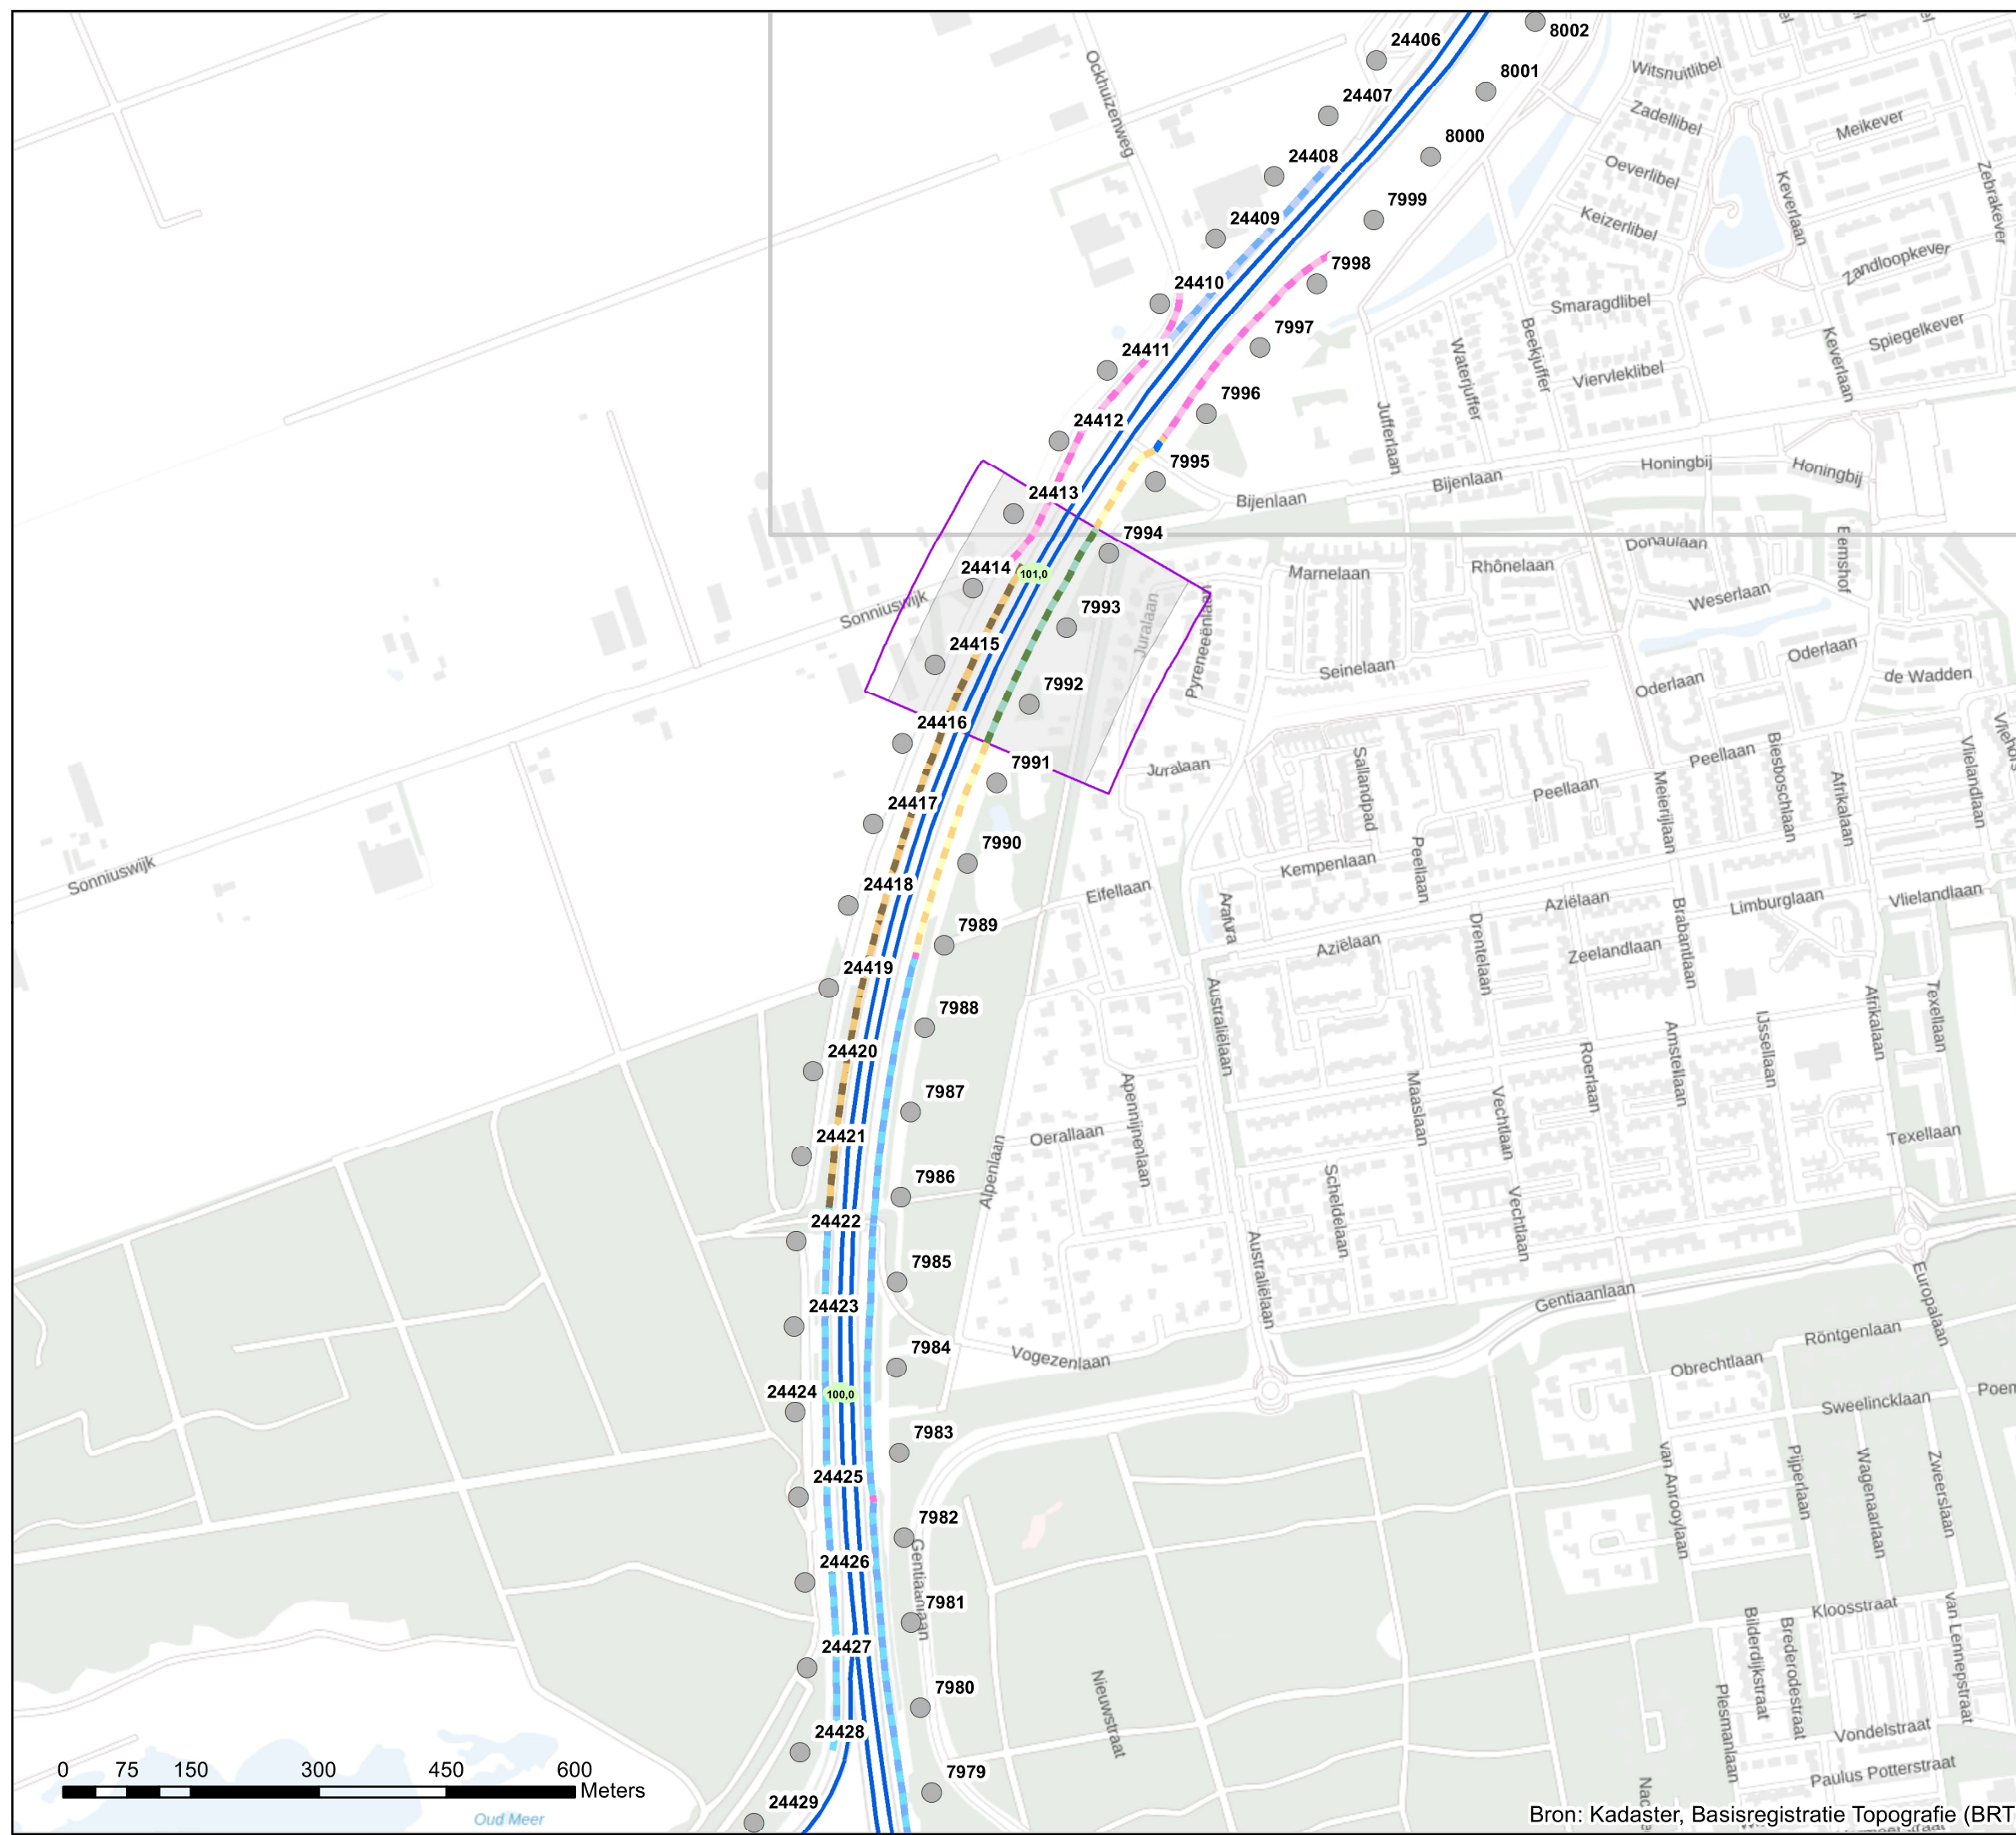 24406
8002
Ockhuizenweg
8001
Witsnuitlibel
24407
Zadellibel
Meikever
8000
24408
Oeverlibel
Zebrakever
7999
Keverlaan
24409
Keizerlibel
Zandloopkever
7998
24410
Smaragdlibel
7997
Spiegelkever
24411
Beekjuffer
Waterjuffer
Keverlaan
Viervleklibel
7996
Jufferlaan
24412
7995
Honingbij
Honingbij
Bijenlaan
Bijenlaan
24413
7994
Donaulaan
Eemshof
24414
101,0
Marnelaan
Rhônelaan
Sonniuswijk
7993
Weserlaan
Juralaan
Pyreneeënlaan
24415
Oderlaan
Seinelaan
de Wadden
7992
Oderlaan
24416
7991
Juralaan
Sallandpad
Peellaan
Peellaan
Biesboschlaan
Meierijlaan
Afrikalaan
Vlielandlaan
24417
7990
Sonniuswijk
Kempenlaan
Peellaan
24418
Eifellaan
Arafura
Aziëlaan
Limburglaan
Vlielandlaan
7989
Aziëlaan
Drentelaan
Zeelandlaan
Brabantlaan
24419
7988
Australiëlaan
Afrikalaan
Texellaan
24420
7987
Apennijnenlaan
Maaslaan
Vechtlaan
Roerlaan
Amstellaan
IJssellaan
24421
Oerallaan
Texellaan
7986
Alpenlaan
Scheldelaan
Vechtlaan
24422
7985
Australiëlaan
Gentiaanlaan
Europalaan
24423
7984
Vogezenlaan
Röntgenlaan
Obrechtlaan
24424
100,0
Sweelincklaan
Poen
7983
24425
van Anrooylaan
Pijperlaan
Wagenaarlaan
Zweerslaan
7982
24426
Gentiaanlaan
7981
Kloosstraat
24427
Nieuwstraat
Bilderdijkstraat
Brederodestraat
van Lennepstraat
7980
Plesmanlaan
24428
Vondelstraat
0 75 150 300 450 600
Meters
7979
Paulus Potterstraat
24429
Oud Meer
Bron: Kadaster, Basisregistratie Topografie (BRT